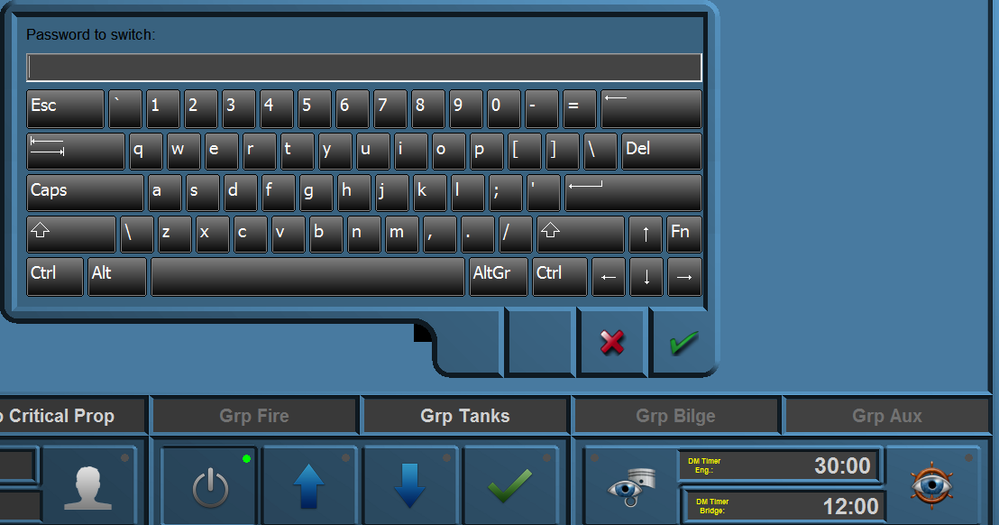 Password to switch:
Esc ` 1 2 3 4 5 6 7 8 9 0 - = ←
q w e r t y u i o p [ ] \ Del
Caps a s d f g h j k l ; '
\ z x c v b n m , . / ↑ Fn
Ctrl Alt AltGr Ctrl ← ↓ →
Critical Prop Grp Fire Grp Tanks Grp Bilge Grp Aux
DM Timer
Eng.: 30:00
DM Timer
Bridge: 12:00